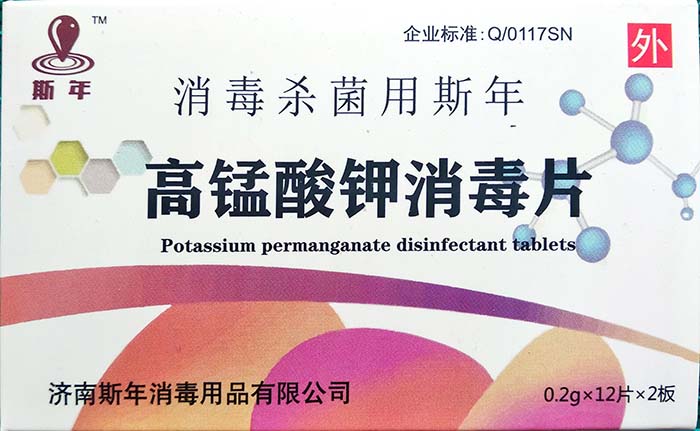 TM
斯年
企业标准:Q/0117SN
外
消毒杀菌用斯年
高锰酸钾消毒片
Potassium permanganate disinfectant tablets
济南斯年消毒用品有限公司
0.2g×12片×2板